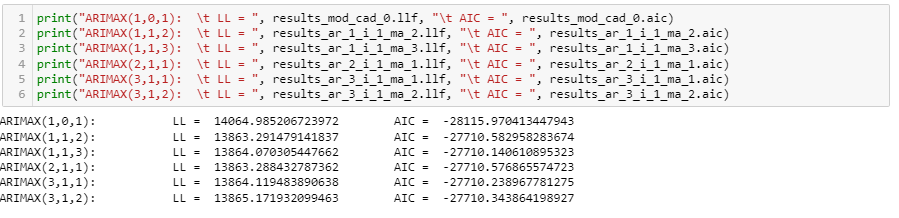 1 print("ARIMAX(1,0,1):  \t LL = ", results_mod_cad_0.llf, "\t AIC = ", results_mod_cad_0.aic)
2 print("ARIMAX(1,1,2):  \t LL = ", results_ar_1_i_1_ma_2.llf, "\t AIC = ", results_ar_1_i_1_ma_2.aic)
3 print("ARIMAX(1,1,3):  \t LL = ", results_ar_1_i_1_ma_3.llf, "\t AIC = ", results_ar_1_i_1_ma_3.aic)
4 print("ARIMAX(2,1,1):  \t LL = ", results_ar_2_i_1_ma_1.llf, "\t AIC = ", results_ar_2_i_1_ma_1.aic)
5 print("ARIMAX(3,1,1):  \t LL = ", results_ar_3_i_1_ma_1.llf, "\t AIC = ", results_ar_3_i_1_ma_1.aic)
6 print("ARIMAX(3,1,2):  \t LL = ", results_ar_3_i_1_ma_2.llf, "\t AIC = ", results_ar_3_i_1_ma_2.aic)
ARIMAX(1,0,1): LL = 14064.985206723972 AIC = -28115.970413447943
ARIMAX(1,1,2): LL = 13863.291479141837 AIC = -27710.582958283674
ARIMAX(1,1,3): LL = 13864.070305447662 AIC = -27710.140610895323
ARIMAX(2,1,1): LL = 13863.288432787362 AIC = -27710.576865574723
ARIMAX(3,1,1): LL = 13864.119483890638 AIC = -27710.238967781275
ARIMAX(3,1,2): LL = 13865.171932099463 AIC = -27710.343864198927